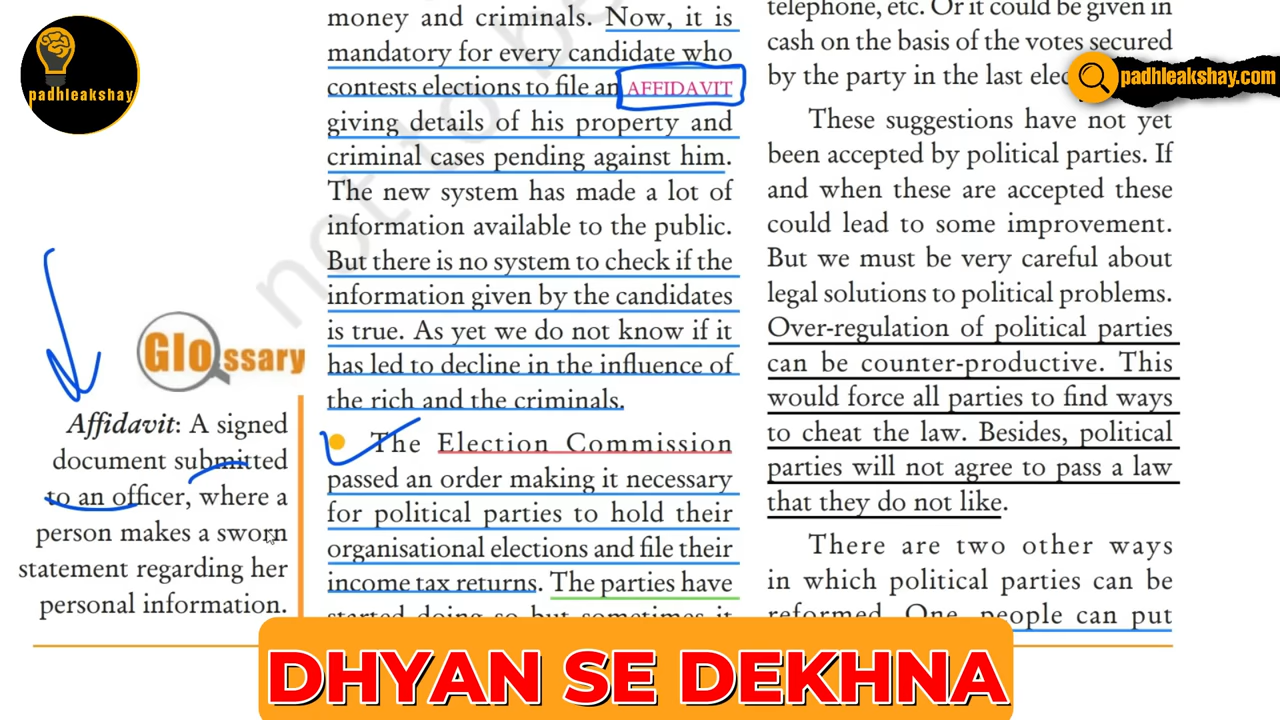 padhleakshay
padhleakshay.com
money and criminals. Now, it is
mandatory for every candidate who
contests elections to file an AFFIDAVIT
giving details of his property and
criminal cases pending against him.
The new system has made a lot of
information available to the public.
But there is no system to check if the
information given by the candidates
is true. As yet we do not know if it
has led to decline in the influence of
the rich and the criminals.
The Election Commission
passed an order making it necessary
for political parties to hold their
organisational elections and file their
income tax returns. The parties have
started doing so but sometimes it
Glossary
Affidavit: A signed
document submitted
to an officer, where a
person makes a sworn
statement regarding her
personal information.
telephone, etc. Or it could be given in
cash on the basis of the votes secured
by the party in the last
These suggestions have not yet
been accepted by political parties. If
and when these are accepted these
could lead to some improvement.
But we must be very careful about
legal solutions to political problems.
Over-regulation of political parties
can be counter-productive. This
would force all parties to find ways
to cheat the law. Besides, political
parties will not agree to pass a law
that they do not like.
There are two other ways
in which political parties can be
reformed. One, people can put
not to be
DHYAN SE DEKHNA